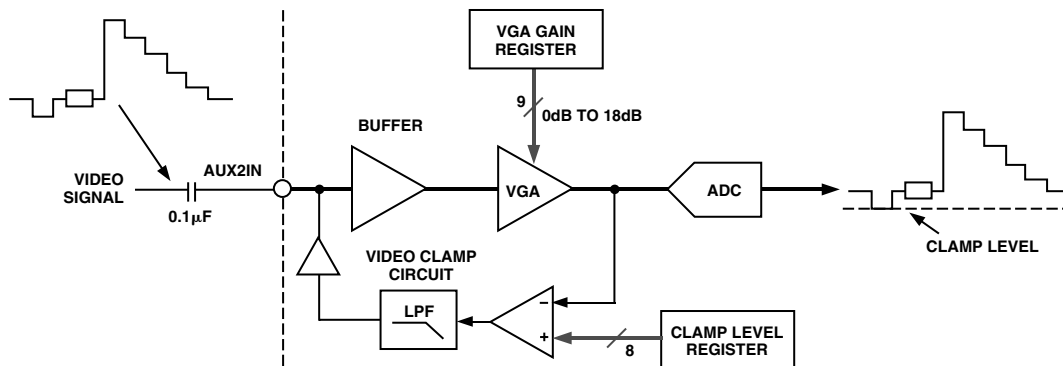 VGA GAIN
REGISTER
9
0dB TO 18dB
BUFFER
AUX2IN
VIDEO
SIGNAL
0.1μF
VGA
ADC
CLAMP LEVEL
VIDEO CLAMP
CIRCUIT
LPF
–
+
8
CLAMP LEVEL
REGISTER